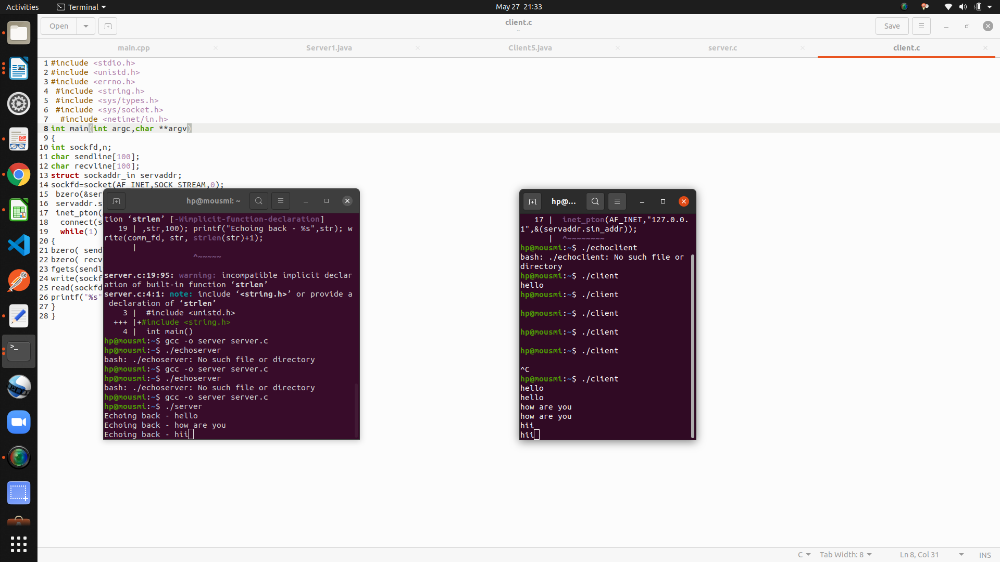 Activities
Terminal
May 27 21:33
Open
client.c
~
Save
main.cpp
Server1.java
Client5.java
server.c
client.c
1 #include <stdio.h>
2 #include <unistd.h>
3 #include <errno.h>
4 #include <string.h>
5 #include <sys/types.h>
6 #include <sys/socket.h>
7 #include <netinet/in.h>
8 int main(int argc,char **argv)
9 {
10 int sockfd,n;
11 char sendline[100];
12 char recvline[100];
13 struct sockaddr_in servaddr;
14 sockfd=socket(AF_INET,SOCK_STREAM,0);
15 bzero(&ser
16 servaddr.s
17 inet_pton(
18 connect(s
19 while(1)
20 {
21 bzero( send
22 bzero( recv
23 fgets(sendl
24 write(sockf
25 read(sockfd
26 printf("%s"
27 }
28 }
hp@mousmi: ~
tion ‘strlen’ [-Wimplicit-function-declaration]
19 | ,str,100); printf("Echoing back - %s",str); w
rite(comm_fd, str, strlen(str)+1);
|
^~~~~~
server.c:19:95: warning: incompatible implicit declar
ation of built-in function ‘strlen’
server.c:4:1: note: include ‘<string.h>’ or provide a
declaration of ‘strlen’
3 | #include <unistd.h>
+++ |+#include <string.h>
4 | int main()
hp@mousmi:~$ gcc -o server server.c
hp@mousmi:~$ ./echoserver
bash: ./echoserver: No such file or directory
hp@mousmi:~$ gcc -o server server.c
hp@mousmi:~$ ./echoserver
bash: ./echoserver: No such file or directory
hp@mousmi:~$ gcc -o server server.c
hp@mousmi:~$ ./server
Echoing back - hello
Echoing back - how are you
Echoing back - hii
hp@...
17 | inet_pton(AF_INET,"127.0.0.
1",&(servaddr.sin_addr));
| ^~~~~~~~~
hp@mousmi:~$ ./echoclient
bash: ./echoclient: No such file or
directory
hp@mousmi:~$ ./client
hello
hp@mousmi:~$ ./client
hp@mousmi:~$ ./client
hp@mousmi:~$ ./client
hp@mousmi:~$ ./client
^C
hp@mousmi:~$ ./client
hello
hello
how are you
how are you
hii
hii
C
Tab Width: 8
Ln 8, Col 31
INS